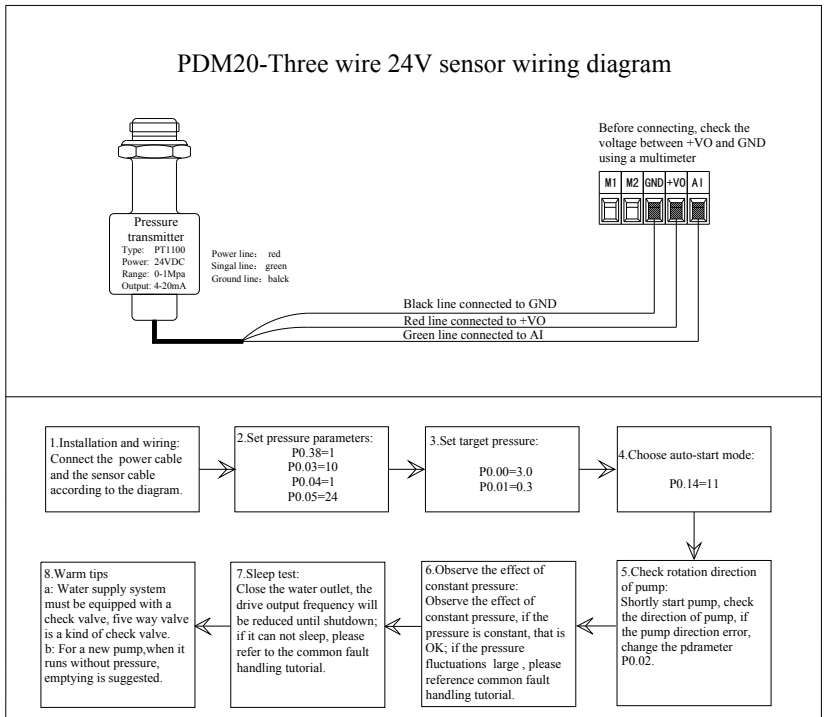 PDM20-Three wire 24V sensor wiring diagram
Before connecting, check the
voltage between +VO and GND
using a multimeter
M1 M2 GND +VO AI
Pressure
transmitter
Type: PT1100
Power: 24VDC
Range: 0-1Mpa
Output: 4-20mA
Power line: red
Singal line: green
Ground line: balck
Black line connected to GND
Red line connected to +VO
Green line connected to AI
1.Installation and wiring:
Connect the power cable
and the sensor cable
according to the diagram.
2.Set pressure parameters:
P0.38=1
P0.03=10
P0.04=1
P0.05=24
3.Set target pressure:
P0.00=3.0
P0.01=0.3
4.Choose auto-start mode:
P0.14=11
5.Check rotation direction
of pump:
Shortly start pump, check
the direction of pump, if
the pump direction error,
change the pdrameter
P0.02.
6.Observe the effect of
constant pressure:
Observe the effect of
constant pressure, if the
pressure is constant, that is
OK; if the pressure
fluctuations large , please
reference common fault
handling tutorial.
7.Sleep test:
Close the water outlet, the
drive output frequency will
be reduced until shutdown;
if it can not sleep, please
refer to the common fault
handling tutorial.
8.Warm tips
a: Water supply system
must be equipped with a
check valve, five way valve
is a kind of check valve.
b: For a new pump,when it
runs without pressure,
emptying is suggested.